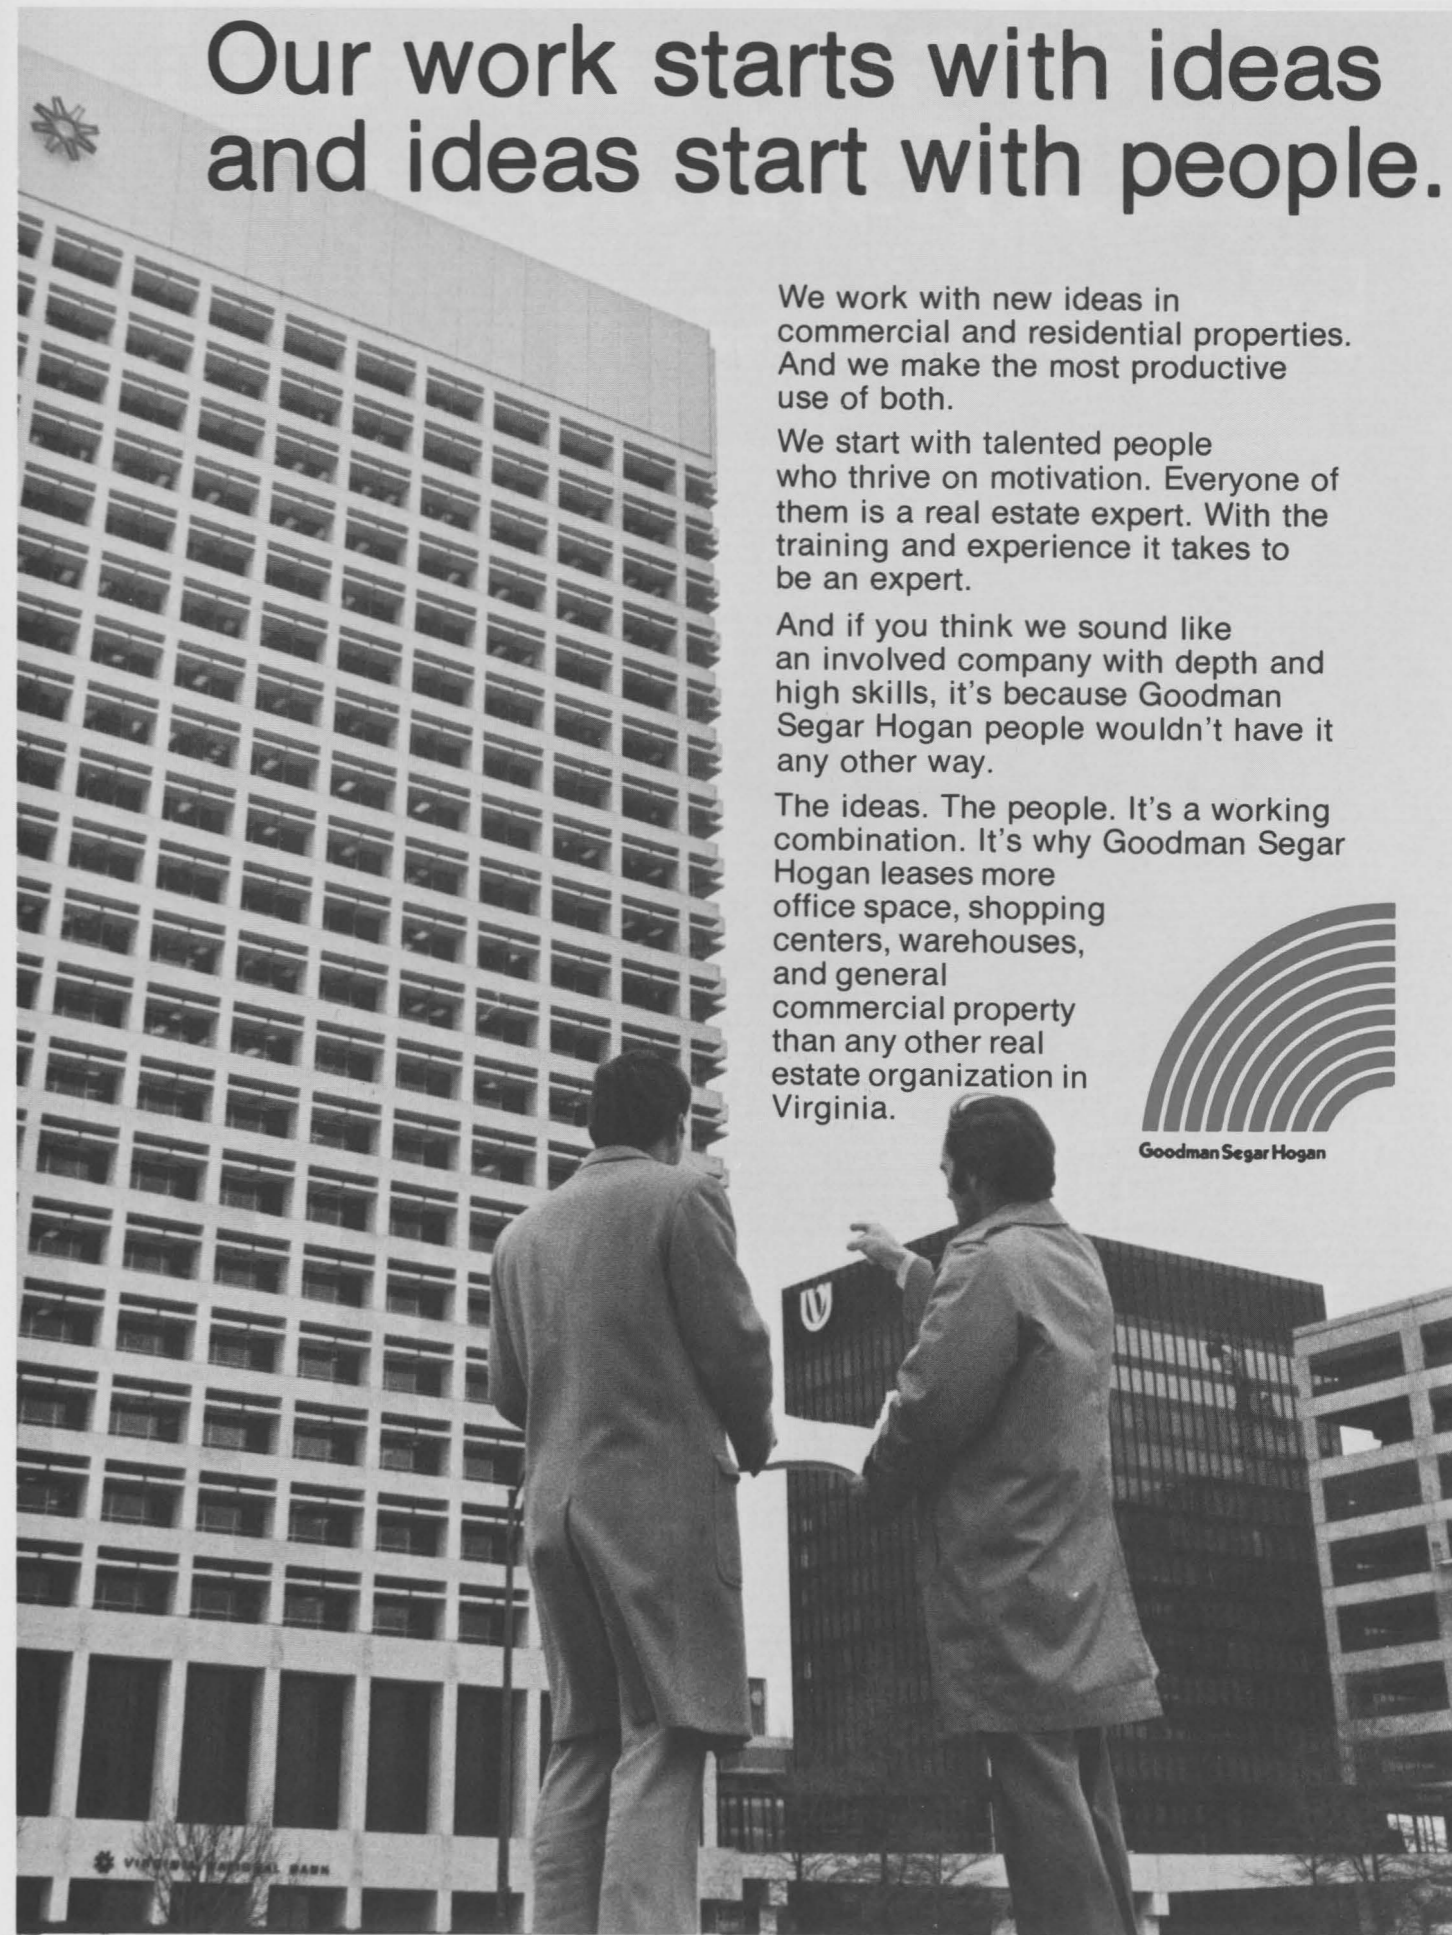 Our work starts with ideas
and ideas start with people.
We work with new ideas in
commercial and residential properties.
And we make the most productive
use of both.
We start with talented people
who thrive on motivation. Everyone of
them is a real estate expert. With the
training and experience it takes to
be an expert.
And if you think we sound like
an involved company with depth and
high skills, it's because Goodman
Segar Hogan people wouldn't have it
any other way.
The ideas. The people. It's a working
combination. It's why Goodman Segar
Hogan leases more
office space, shopping
centers, warehouses,
and general
commercial property
than any other real
estate organization in
Virginia.
Goodman Segar Hogan
V
VIRGINIA NATIONAL BANK